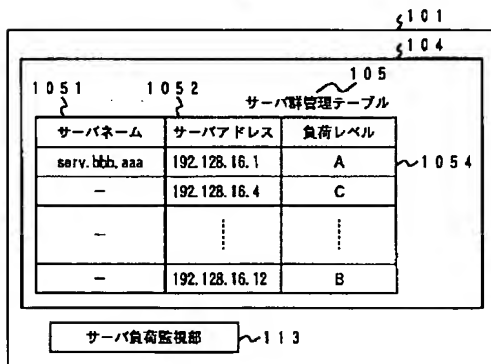 101
104
105
1051 1052
サーバ群管理テーブル
サーバネーム サーバアドレス 負荷レベル
serv.bbb.aaa 192.128.16.1 A
1054
- 192.128.16.4 C
-
- 192.128.16.12 B
サーバ負荷監視部 113